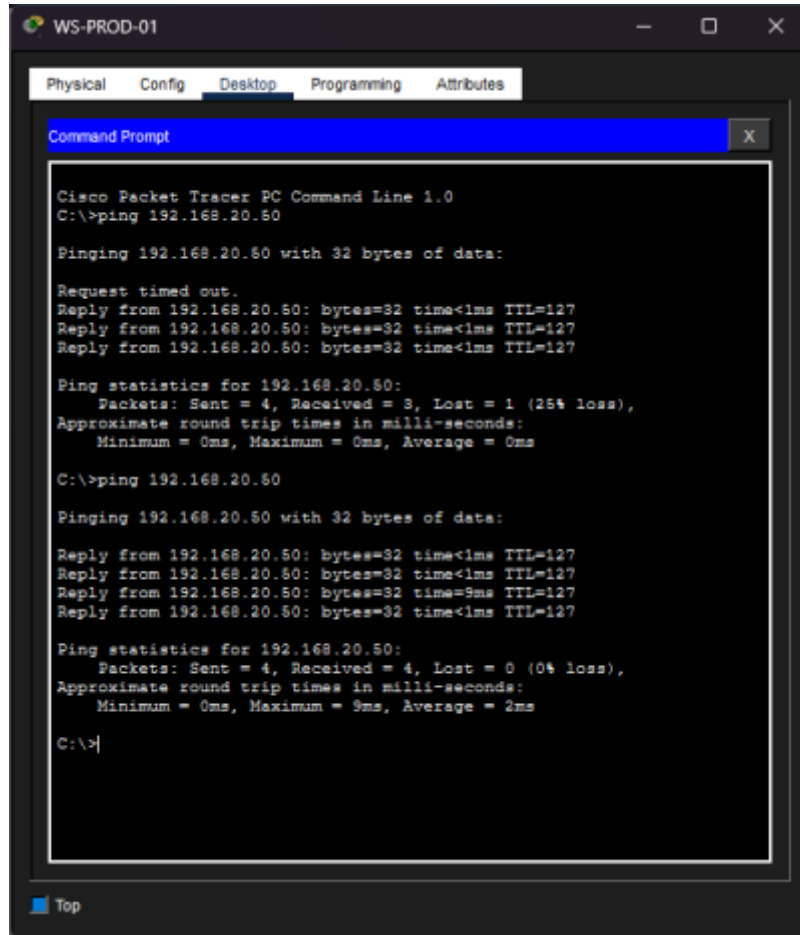 WS-PROD-01
Physical Config Desktop Programming Attributes
Command Prompt X
Cisco Packet Tracer PC Command Line 1.0
C:\>ping 192.168.20.50
Pinging 192.168.20.50 with 32 bytes of data:
Request timed out.
Reply from 192.168.20.50: bytes=32 time<1ms TTL=127
Reply from 192.168.20.50: bytes=32 time<1ms TTL=127
Reply from 192.168.20.50: bytes=32 time<1ms TTL=127
Ping statistics for 192.168.20.50:
Packets: Sent = 4, Received = 3, Lost = 1 (25% loss),
Approximate round trip times in milli-seconds:
Minimum = 0ms, Maximum = 0ms, Average = 0ms
C:\>ping 192.168.20.50
Pinging 192.168.20.50 with 32 bytes of data:
Reply from 192.168.20.50: bytes=32 time<1ms TTL=127
Reply from 192.168.20.50: bytes=32 time<1ms TTL=127
Reply from 192.168.20.50: bytes=32 time=9ms TTL=127
Reply from 192.168.20.50: bytes=32 time<1ms TTL=127
Ping statistics for 192.168.20.50:
Packets: Sent = 4, Received = 4, Lost = 0 (0% loss),
Approximate round trip times in milli-seconds:
Minimum = 0ms, Maximum = 9ms, Average = 2ms
C:\>
Top